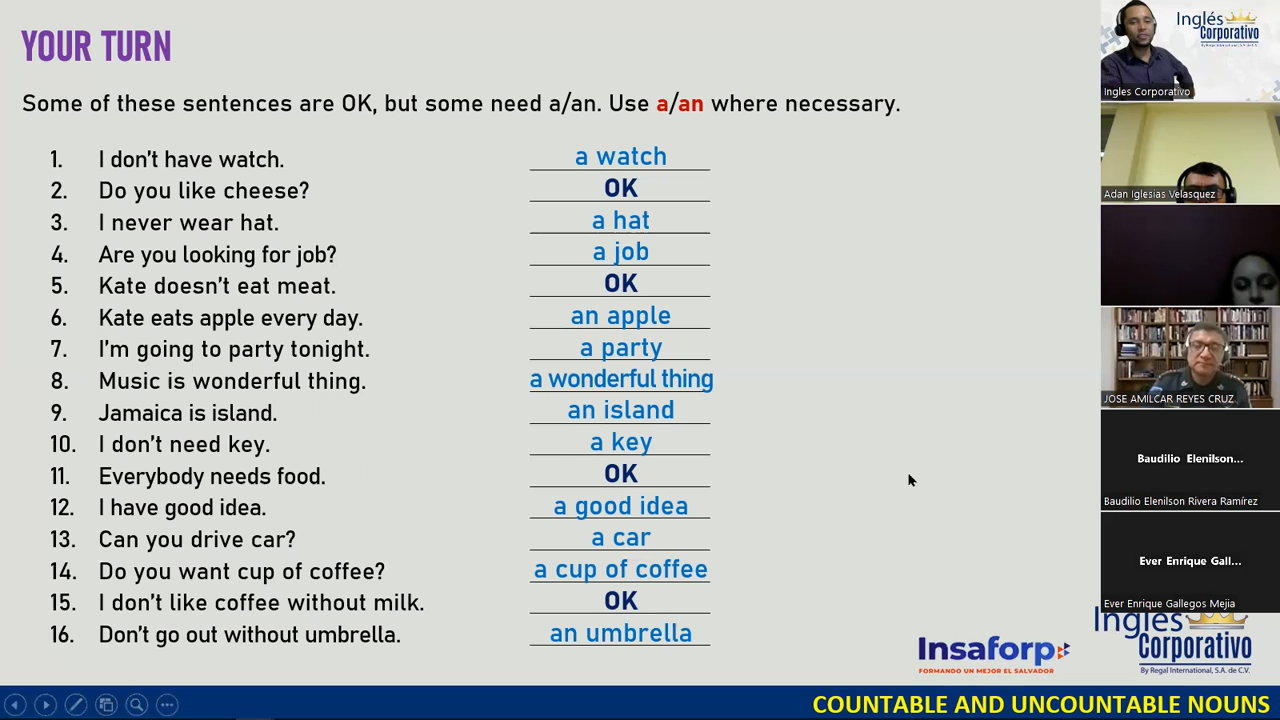 YOUR TURN
Some of these sentences are OK, but some need a/an. Use a/an where necessary.
1. I don't have watch. a watch
2. Do you like cheese? OK
3. I never wear hat. a hat
4. Are you looking for job? a job
5. Kate doesn't eat meat. OK
6. Kate eats apple every day. an apple
7. I'm going to party tonight. a party
8. Music is wonderful thing. a wonderful thing
9. Jamaica is island. an island
10. I don't need key. a key
11. Everybody needs food. OK
12. I have good idea. a good idea
13. Can you drive car? a car
14. Do you want cup of coffee? a cup of coffee
15. I don't like coffee without milk. OK
16. Don't go out without umbrella. an umbrella
Insaforp
FORMANDO UN MEJOR EL SALVADOR
Inglés
Corporativo
By Regal International, S.A. de C.V.
COUNTABLE AND UNCOUNTABLE NOUNS
Inglés
Corporativo
By Regal International, S.A. de C.V.
Ingles Corporativo
Adan Iglesias Velasquez
JOSE AMILCAR REYES CRUZ
Baudilio Elenilson...
Baudilio Elenilson Rivera Ramírez
Ever Enrique Gall...
Ever Enrique Gallegos Mejia